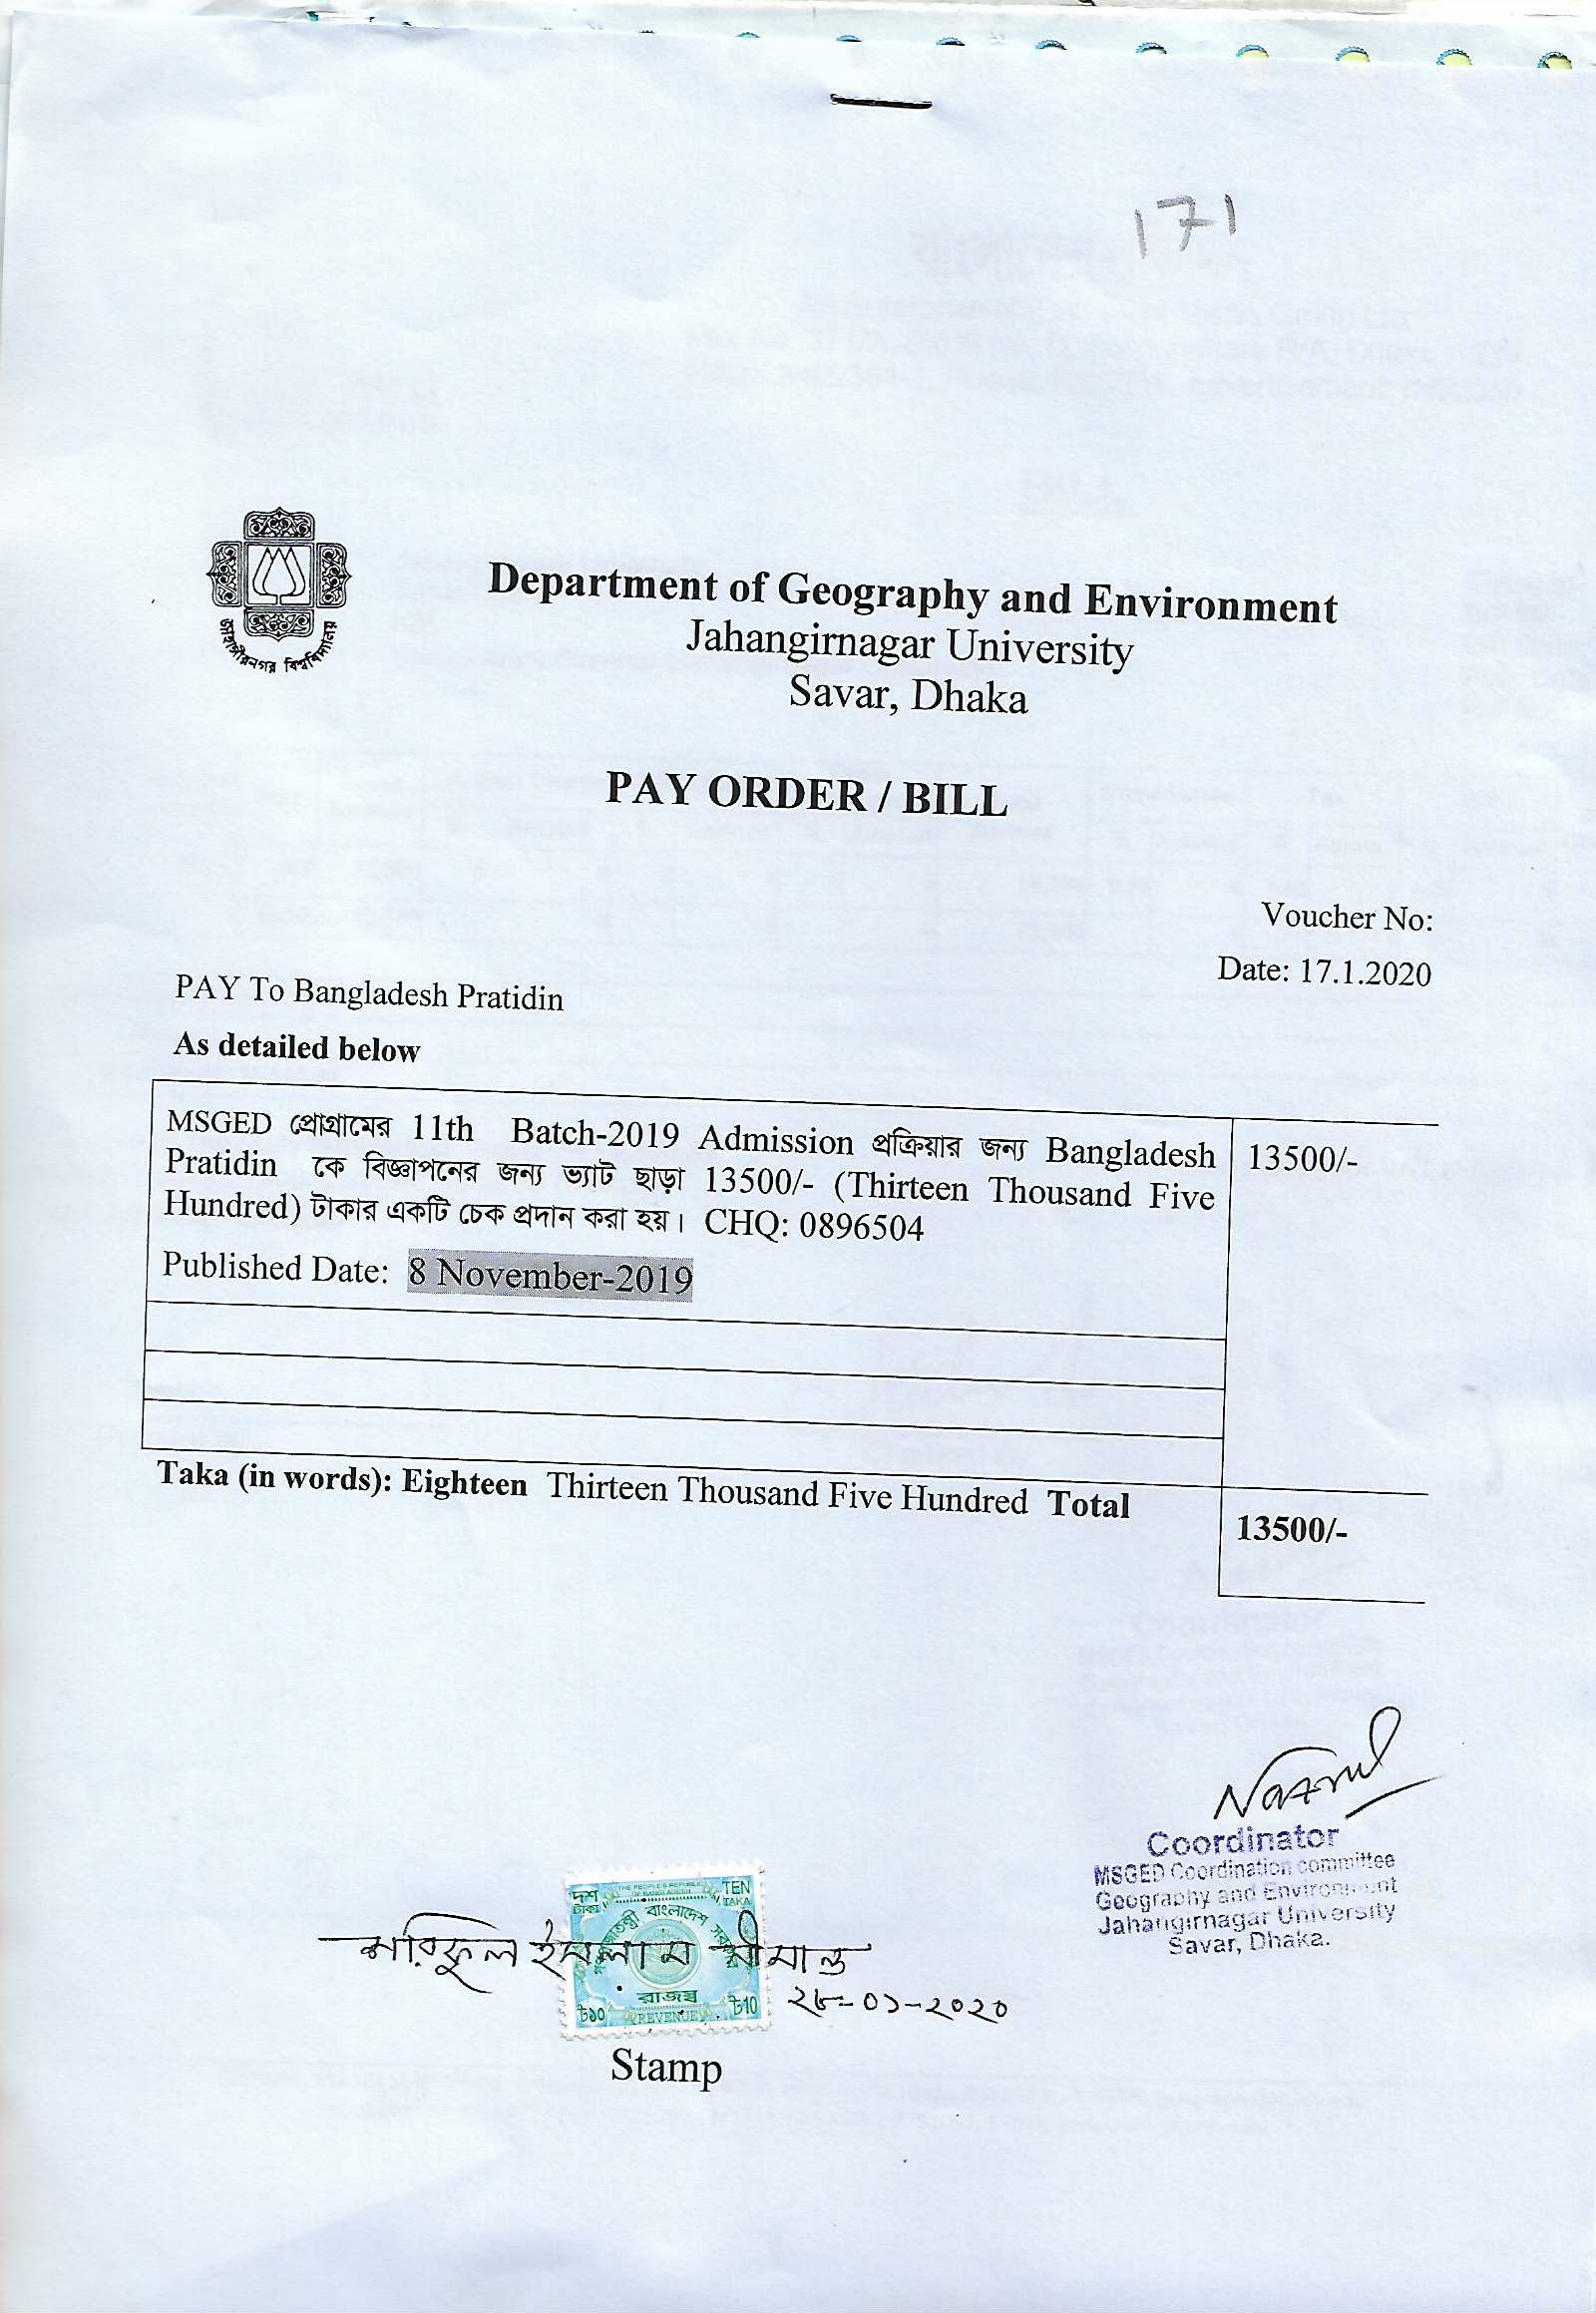 171
জাহাঙ্গীরনগর বিশ্ববিদ্যালয়
Department of Geography and Environment
Jahangirnagar University
Savar, Dhaka
PAY ORDER / BILL
Voucher No:
Date: 17.1.2020
PAY To Bangladesh Pratidin
As detailed below
MSGED প্রোগ্রামের 11th Batch-2019 Admission প্রক্রিয়ার জন্য Bangladesh
Pratidin কে বিজ্ঞাপনের জন্য ভ্যাট ছাড়া 13500/- (Thirteen Thousand Five
Hundred) টাকার একটি চেক প্রদান করা হয়। CHQ: 0896504
Published Date: 8 November-2019
13500/-
Taka (in words): Eighteen Thirteen Thousand Five Hundred Total
13500/-
Coordinator
MSGED Coordination committee
Geography and Environment
Jahangirnagar University
Savar, Dhaka.
দশ টাকা
THE PEOPLE'S REPUBLIC OF BANGLADESH
TEN TAKA
গণপ্রজাতন্ত্রী বাংলাদেশ সরকার
শরিফুল ইসলাম সীমান্ত
২৮-০১-২০২০
রাজস্ব
৳১০ REVENUE ৳10
Stamp